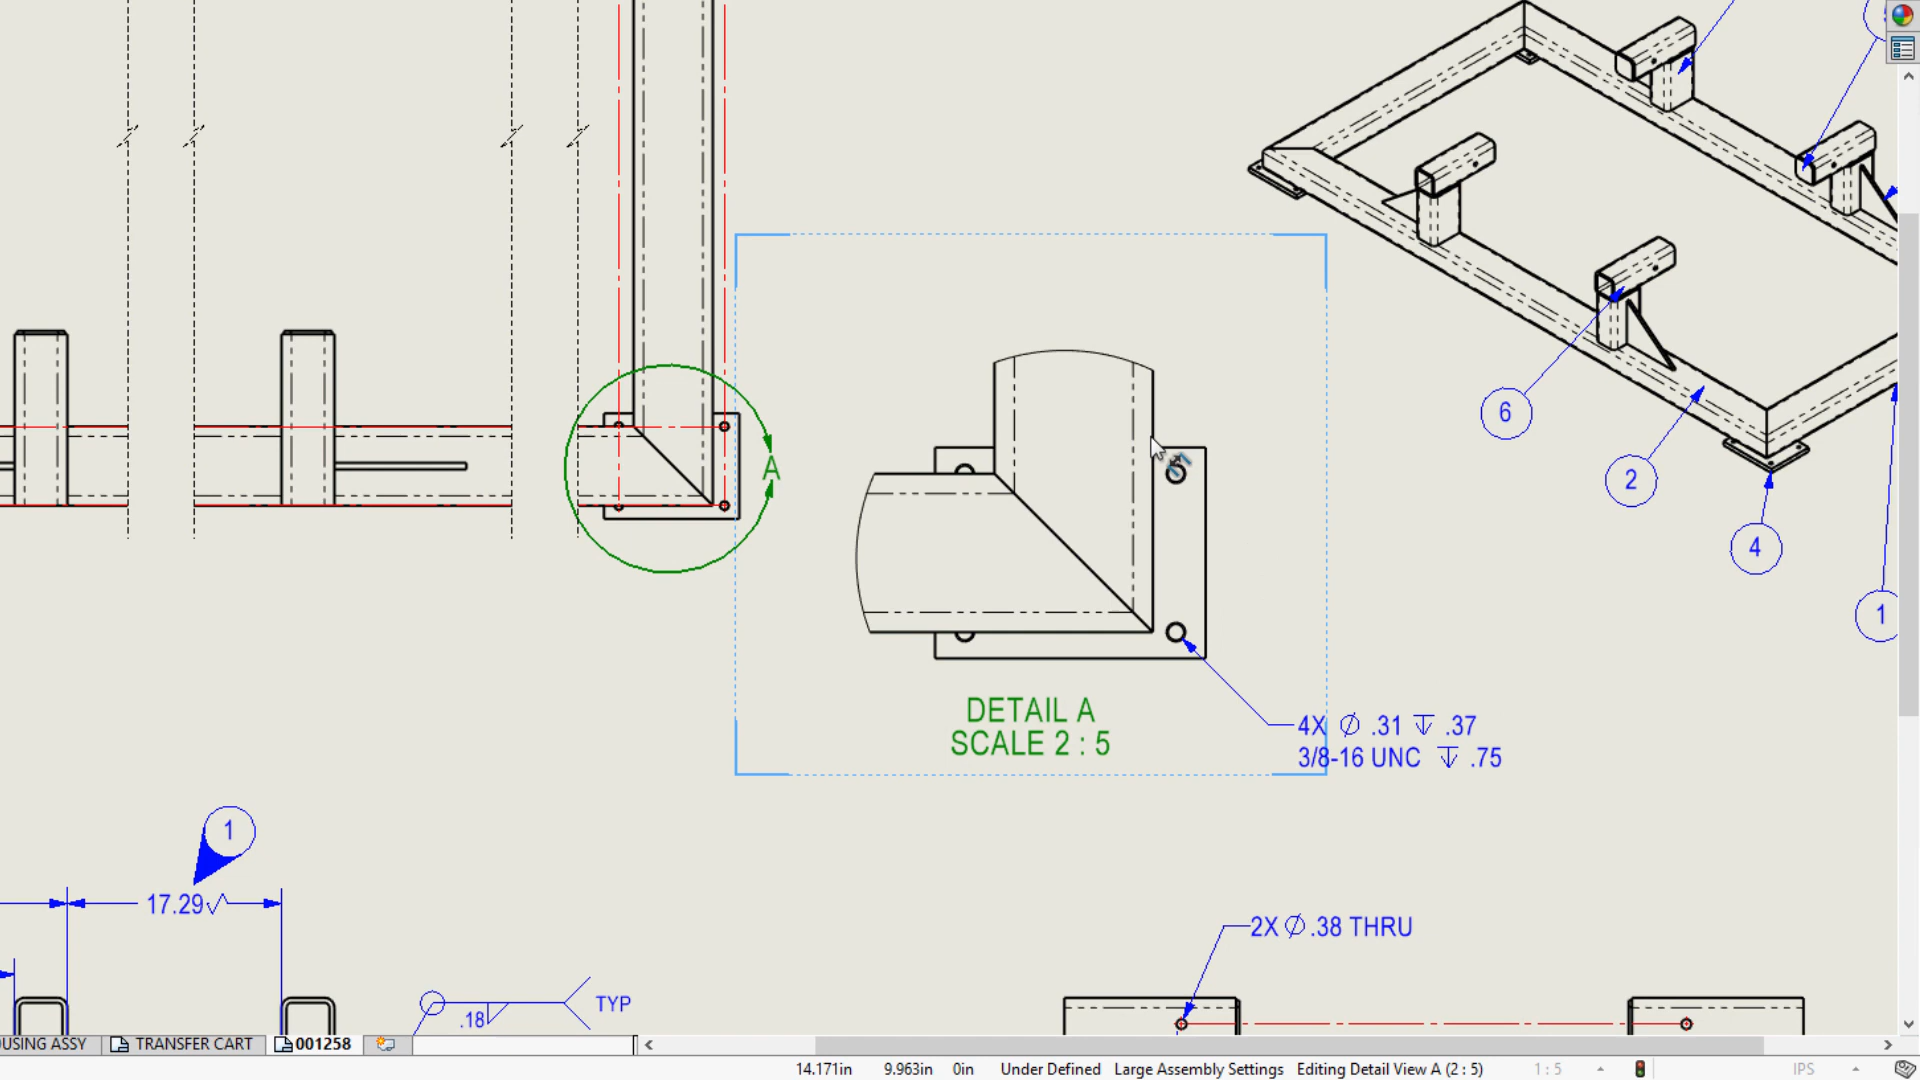 A
6
2
4
1
DETAIL A
SCALE 2 : 5
4X ∅ .31 ↧ .37
3/8-16 UNC ↧ .75
1
17.29
2X ∅ .38 THRU
.18
TYP
USING ASSY
TRANSFER CART
001258
14.171in 9.963in 0in Under Defined Large Assembly Settings Editing Detail View A (2 : 5) 1 : 5 IPS